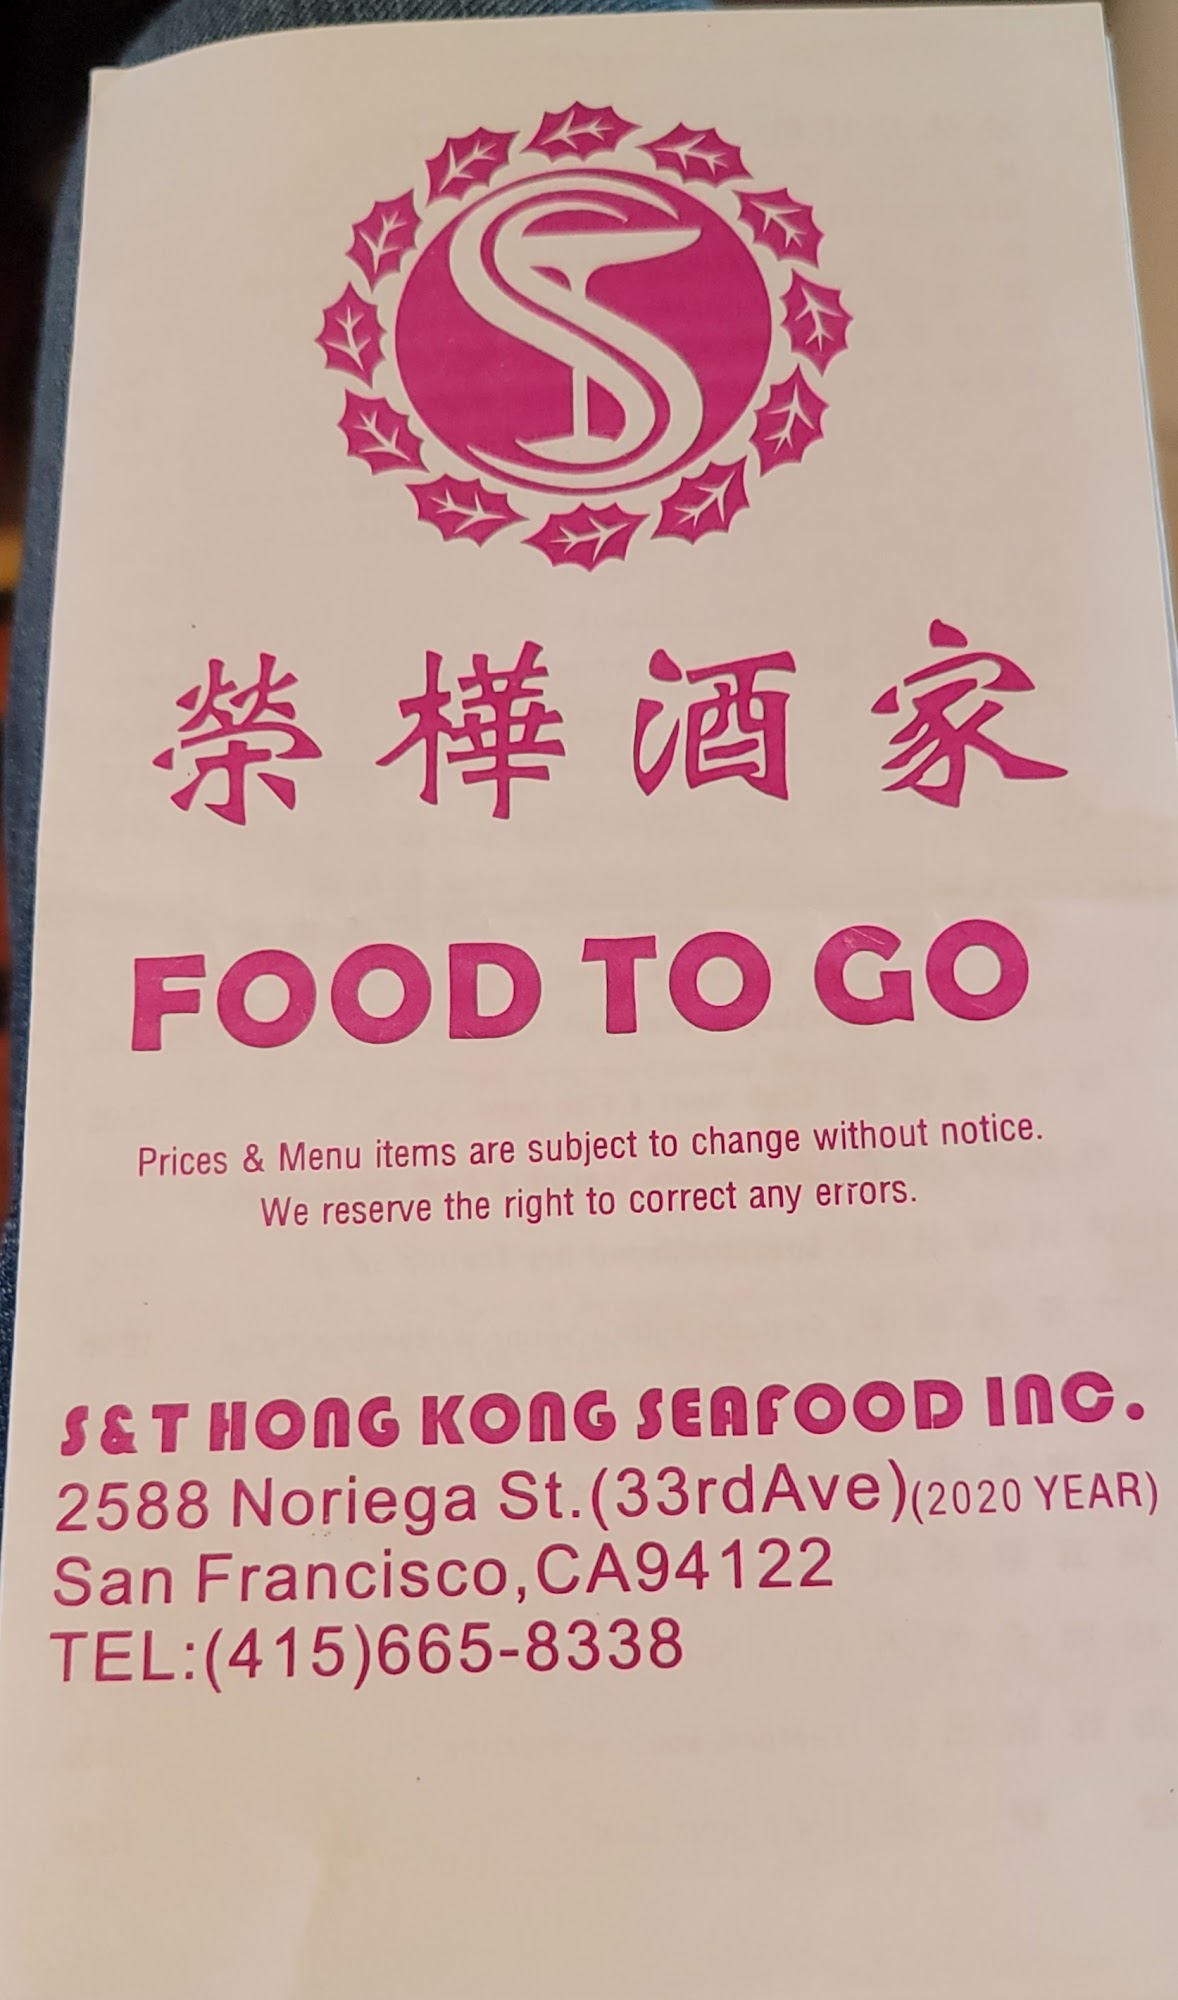 榮樺酒家
FOOD TO GO
Prices & Menu items are subject to change without notice.
We reserve the right to correct any errors.
S&T HONG KONG SEAFOOD INC.
2588 Noriega St.(33rdAve)(2020 YEAR)
San Francisco,CA94122
TEL:(415)665-8338